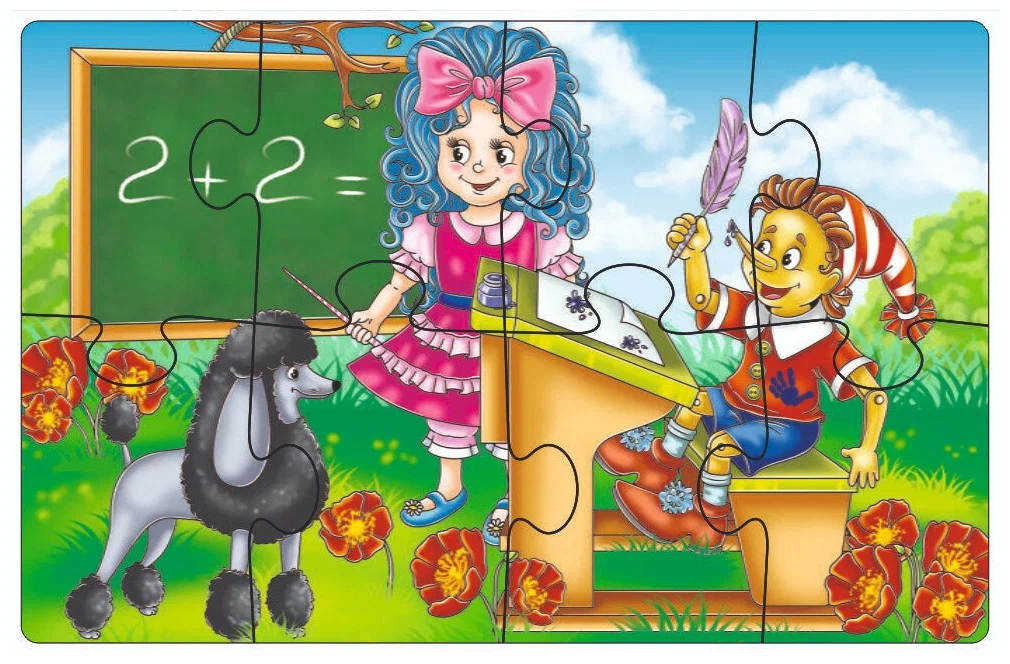 2 + 2 =